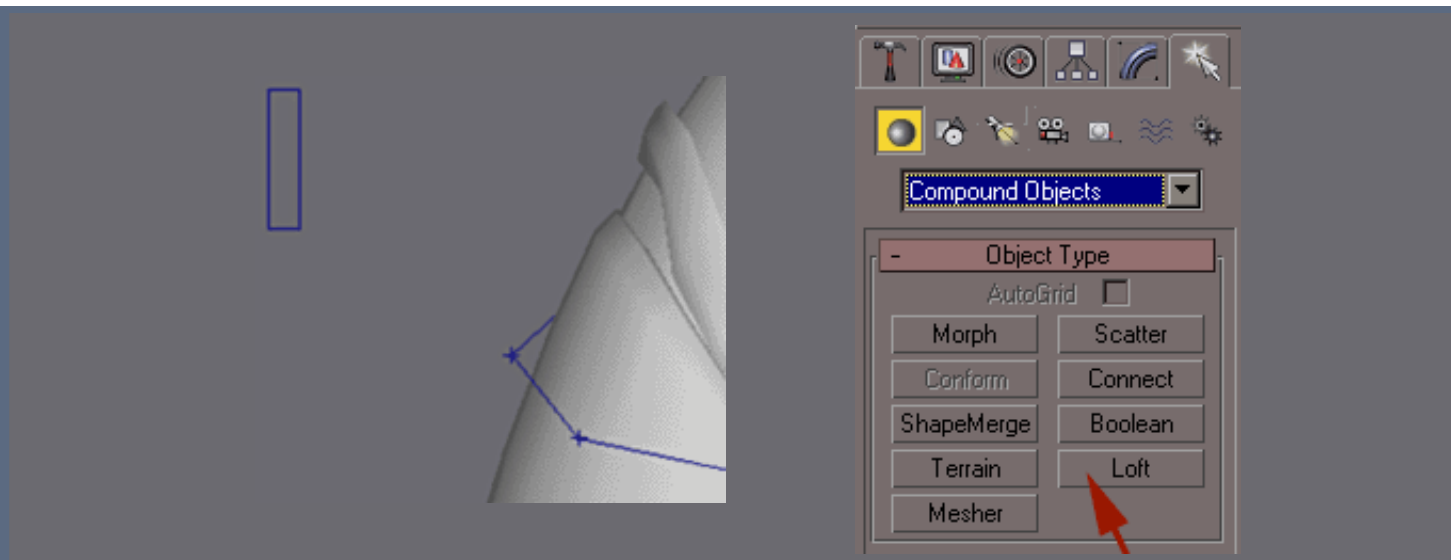 Compound Objects
- Object Type
AutoGrid
Morph Scatter
Conform Connect
ShapeMerge Boolean
Terrain Loft
Mesher